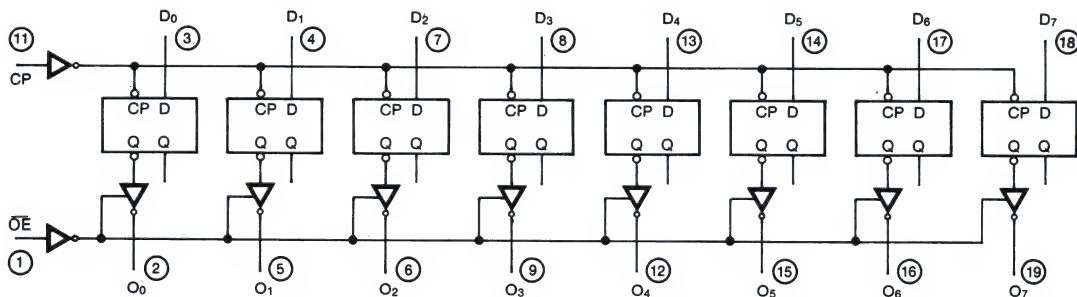 D0 D1 D2 D3 D4 D5 D6 D7
11 3 4 7 8 13 14 17 18
CP
CP D CP D CP D CP D CP D CP D CP D CP D
Q Q Q Q Q Q Q Q Q Q Q Q Q Q Q Q
OE
1 2 5 6 9 12 15 16 19
O0 O1 O2 O3 O4 O5 O6 O7